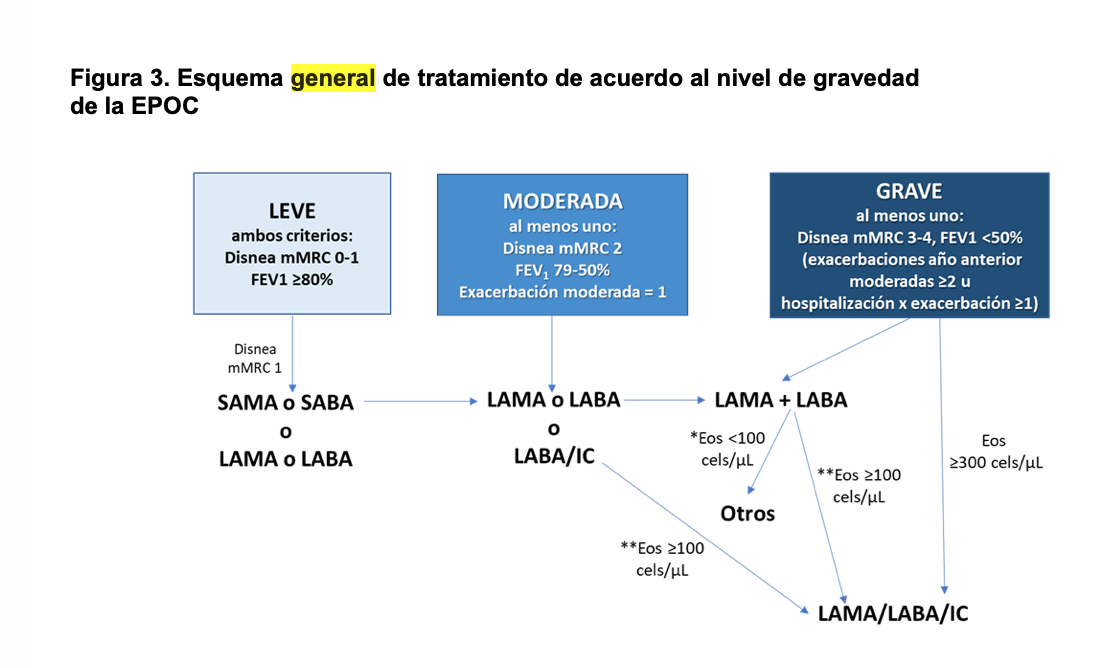 Figura 3. Esquema general de tratamiento de acuerdo al nivel de gravedad
de la EPOC
LEVE
ambos criterios:
Disnea mMRC 0-1
FEV1 ≥80%
MODERADA
al menos uno:
Disnea mMRC 2
FEV₁ 79-50%
Exacerbación moderada = 1
GRAVE
al menos uno:
Disnea mMRC 3-4, FEV1 <50%
(exacerbaciones año anterior
moderadas ≥2 u
hospitalización x exacerbación ≥1)
Disnea
mMRC 1
SAMA o SABA
o
LAMA o LABA
LAMA o LABA
o
LABA/IC
LAMA + LABA
*Eos <100
cels/µL
Otros
**Eos ≥100
cels/µL
Eos
≥300 cels/µL
**Eos ≥100
cels/µL
LAMA/LABA/IC